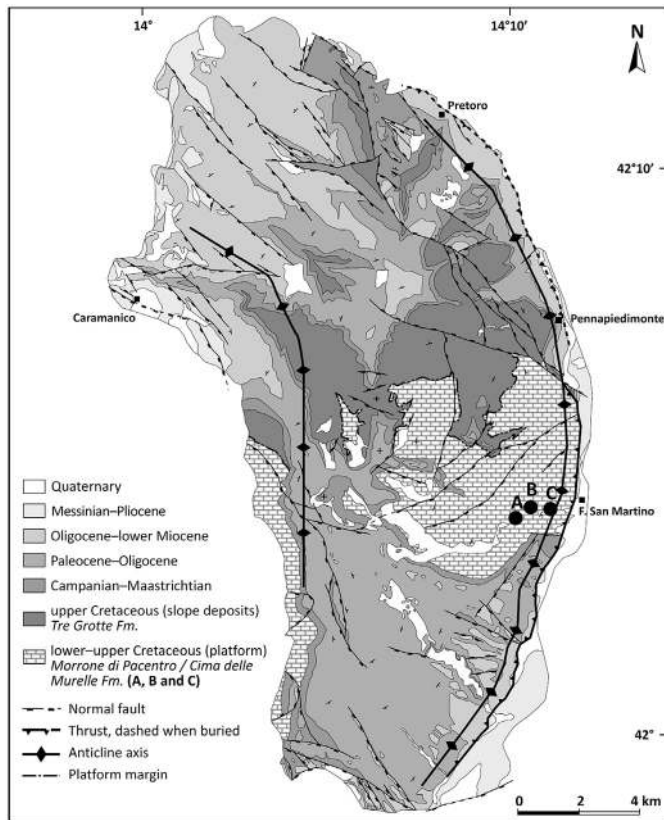 14°
14°10'
N
Pretoro
42°10'
Caramanico
Pennapiedimonte
A
B
C
F. San Martino
Quaternary
Messinian–Pliocene
Oligocene–lower Miocene
Paleocene–Oligocene
Campanian–Maastrichtian
upper Cretaceous (slope deposits)
Tre Grotte Fm.
lower–upper Cretaceous (platform)
Morrone di Pacentro / Cima delle
Murelle Fm. (A, B and C)
Normal fault
Thrust, dashed when buried
Anticline axis
Platform margin
42°
0 2 4 km